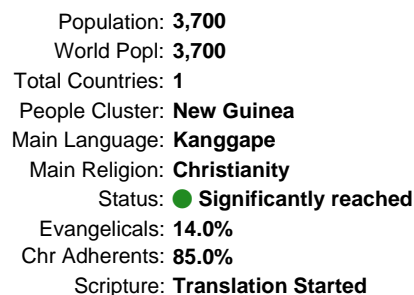 Population: 3,700
World Popl: 3,700
Total Countries: 1
People Cluster: New Guinea
Main Language: Kanggape
Main Religion: Christianity
Status: Significantly reached
Evangelicals: 14.0%
Chr Adherents: 85.0%
Scripture: Translation Started